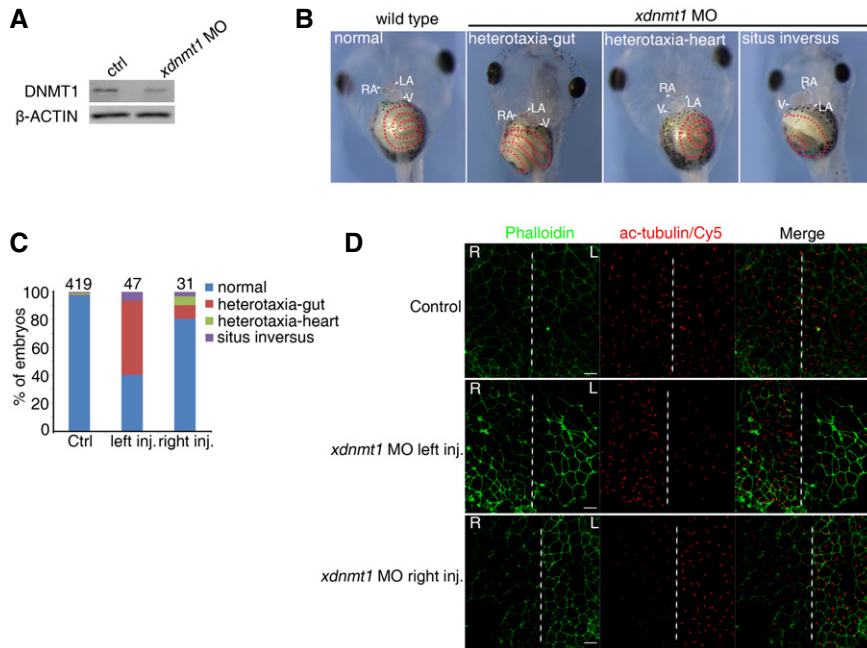 A
ctrl
xdnmt1 MO
DNMT1
β-ACTIN
B
wild type
xdnmt1 MO
normal
heterotaxia-gut
heterotaxia-heart
situs inversus
RA
LA
V
RA
LA
V
V
LA
RA
V
LA
RA
C
419
47
31
100
80
60
40
20
0
% of embryos
Ctrl
left inj.
right inj.
normal
heterotaxia-gut
heterotaxia-heart
situs inversus
D
Phalloidin
ac-tubulin/Cy5
Merge
Control
R
L
xdnmt1 MO left inj.
R
L
xdnmt1 MO right inj.
R
L